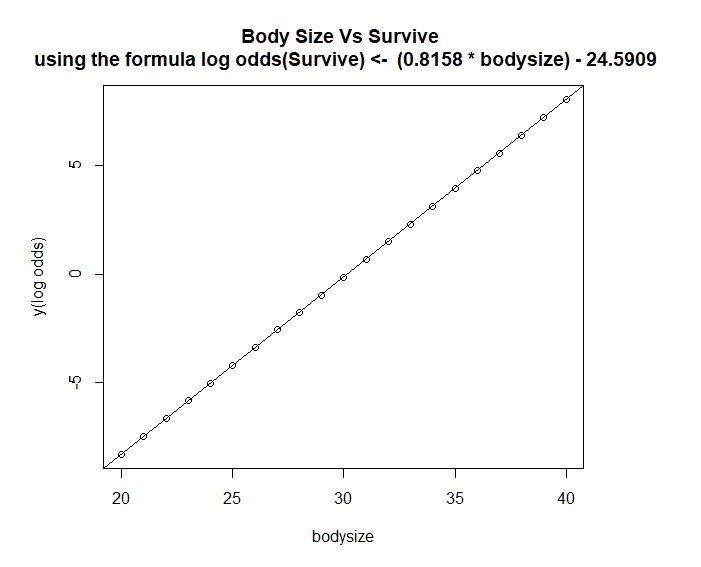 Body Size Vs Survive
using the formula log odds(Survive) <- (0.8158 * bodysize) - 24.5909
y(log odds)
5
0
-5
20 25 30 35 40
bodysize